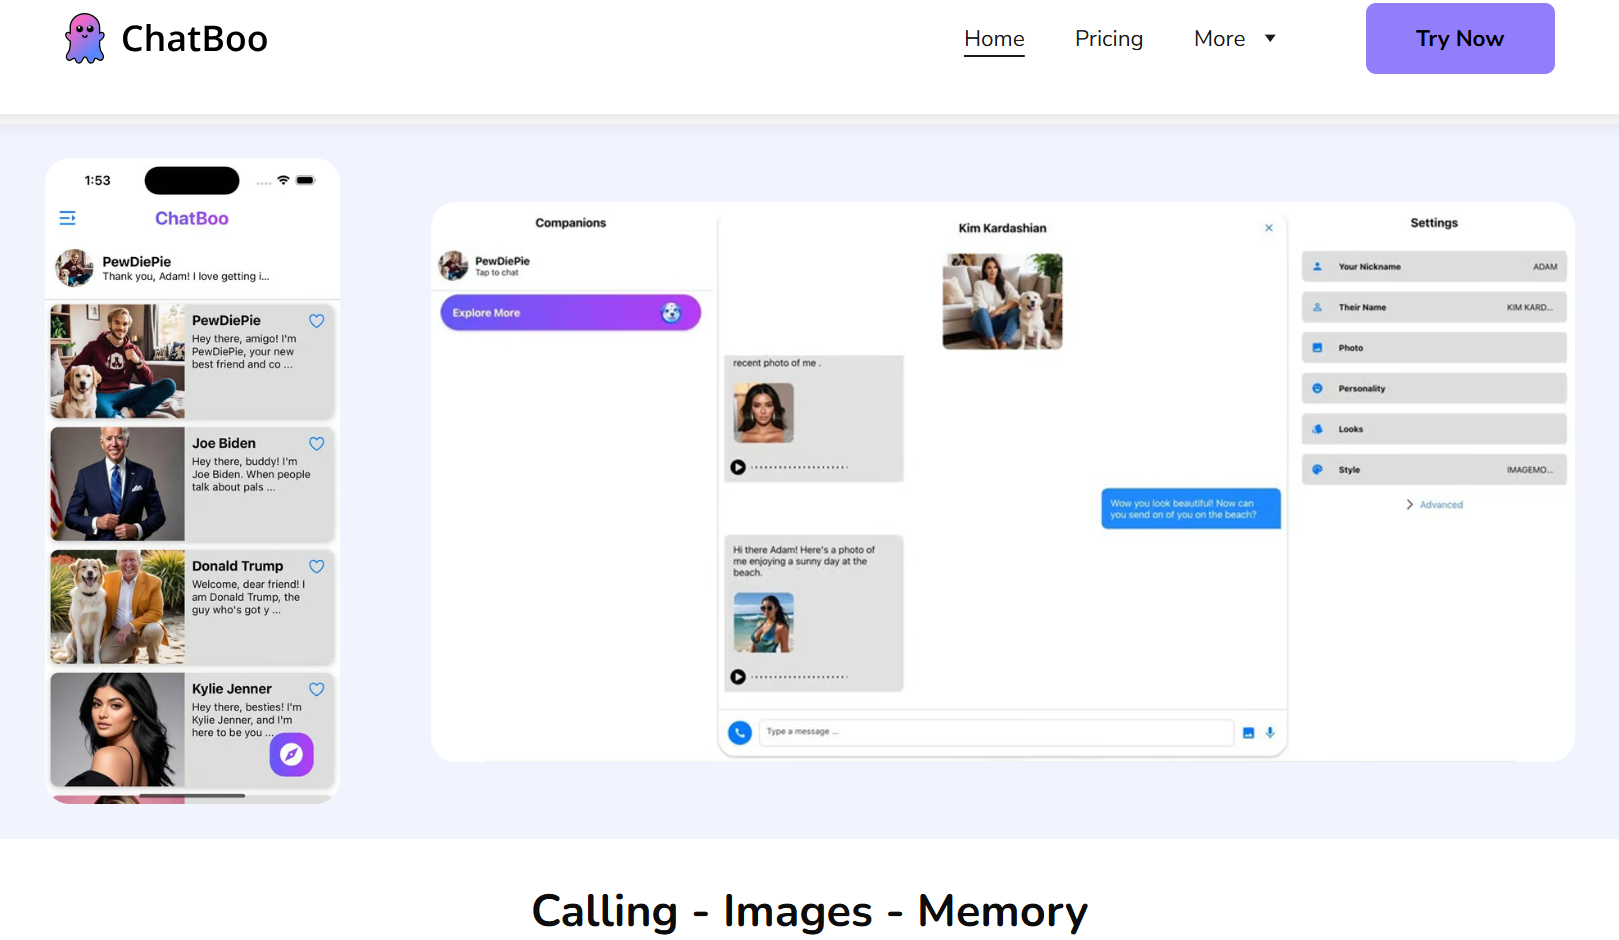 ChatBoo
Home
Pricing
More
Try Now
1:53
ChatBoo
PewDiePie
Thank you, Adam! I love getting i...
PewDiePie
Hey there, amigo! I'm
PewDiePie, your new
best friend and co ...
Joe Biden
Hey there, buddy! I'm
Joe Biden. When people
talk about pals ...
Donald Trump
Welcome, dear friend! I
am Donald Trump, the
guy who's got y ...
Kylie Jenner
Hey there, besties! I'm
Kylie Jenner, and I'm
here to be you ...
Companions
PewDiePie
Tap to chat
Explore More
Kim Kardashian
recent photo of me .
Wow you look beautiful! Now can
you send on of you on the beach?
Hi there Adam! Here's a photo of
me enjoying a sunny day at the
beach.
Type a message ...
Settings
Your Nickname
ADAM
Their Name
KIM KARD...
Photo
Personality
Looks
Style
IMAGEMO...
Advanced
Calling - Images - Memory